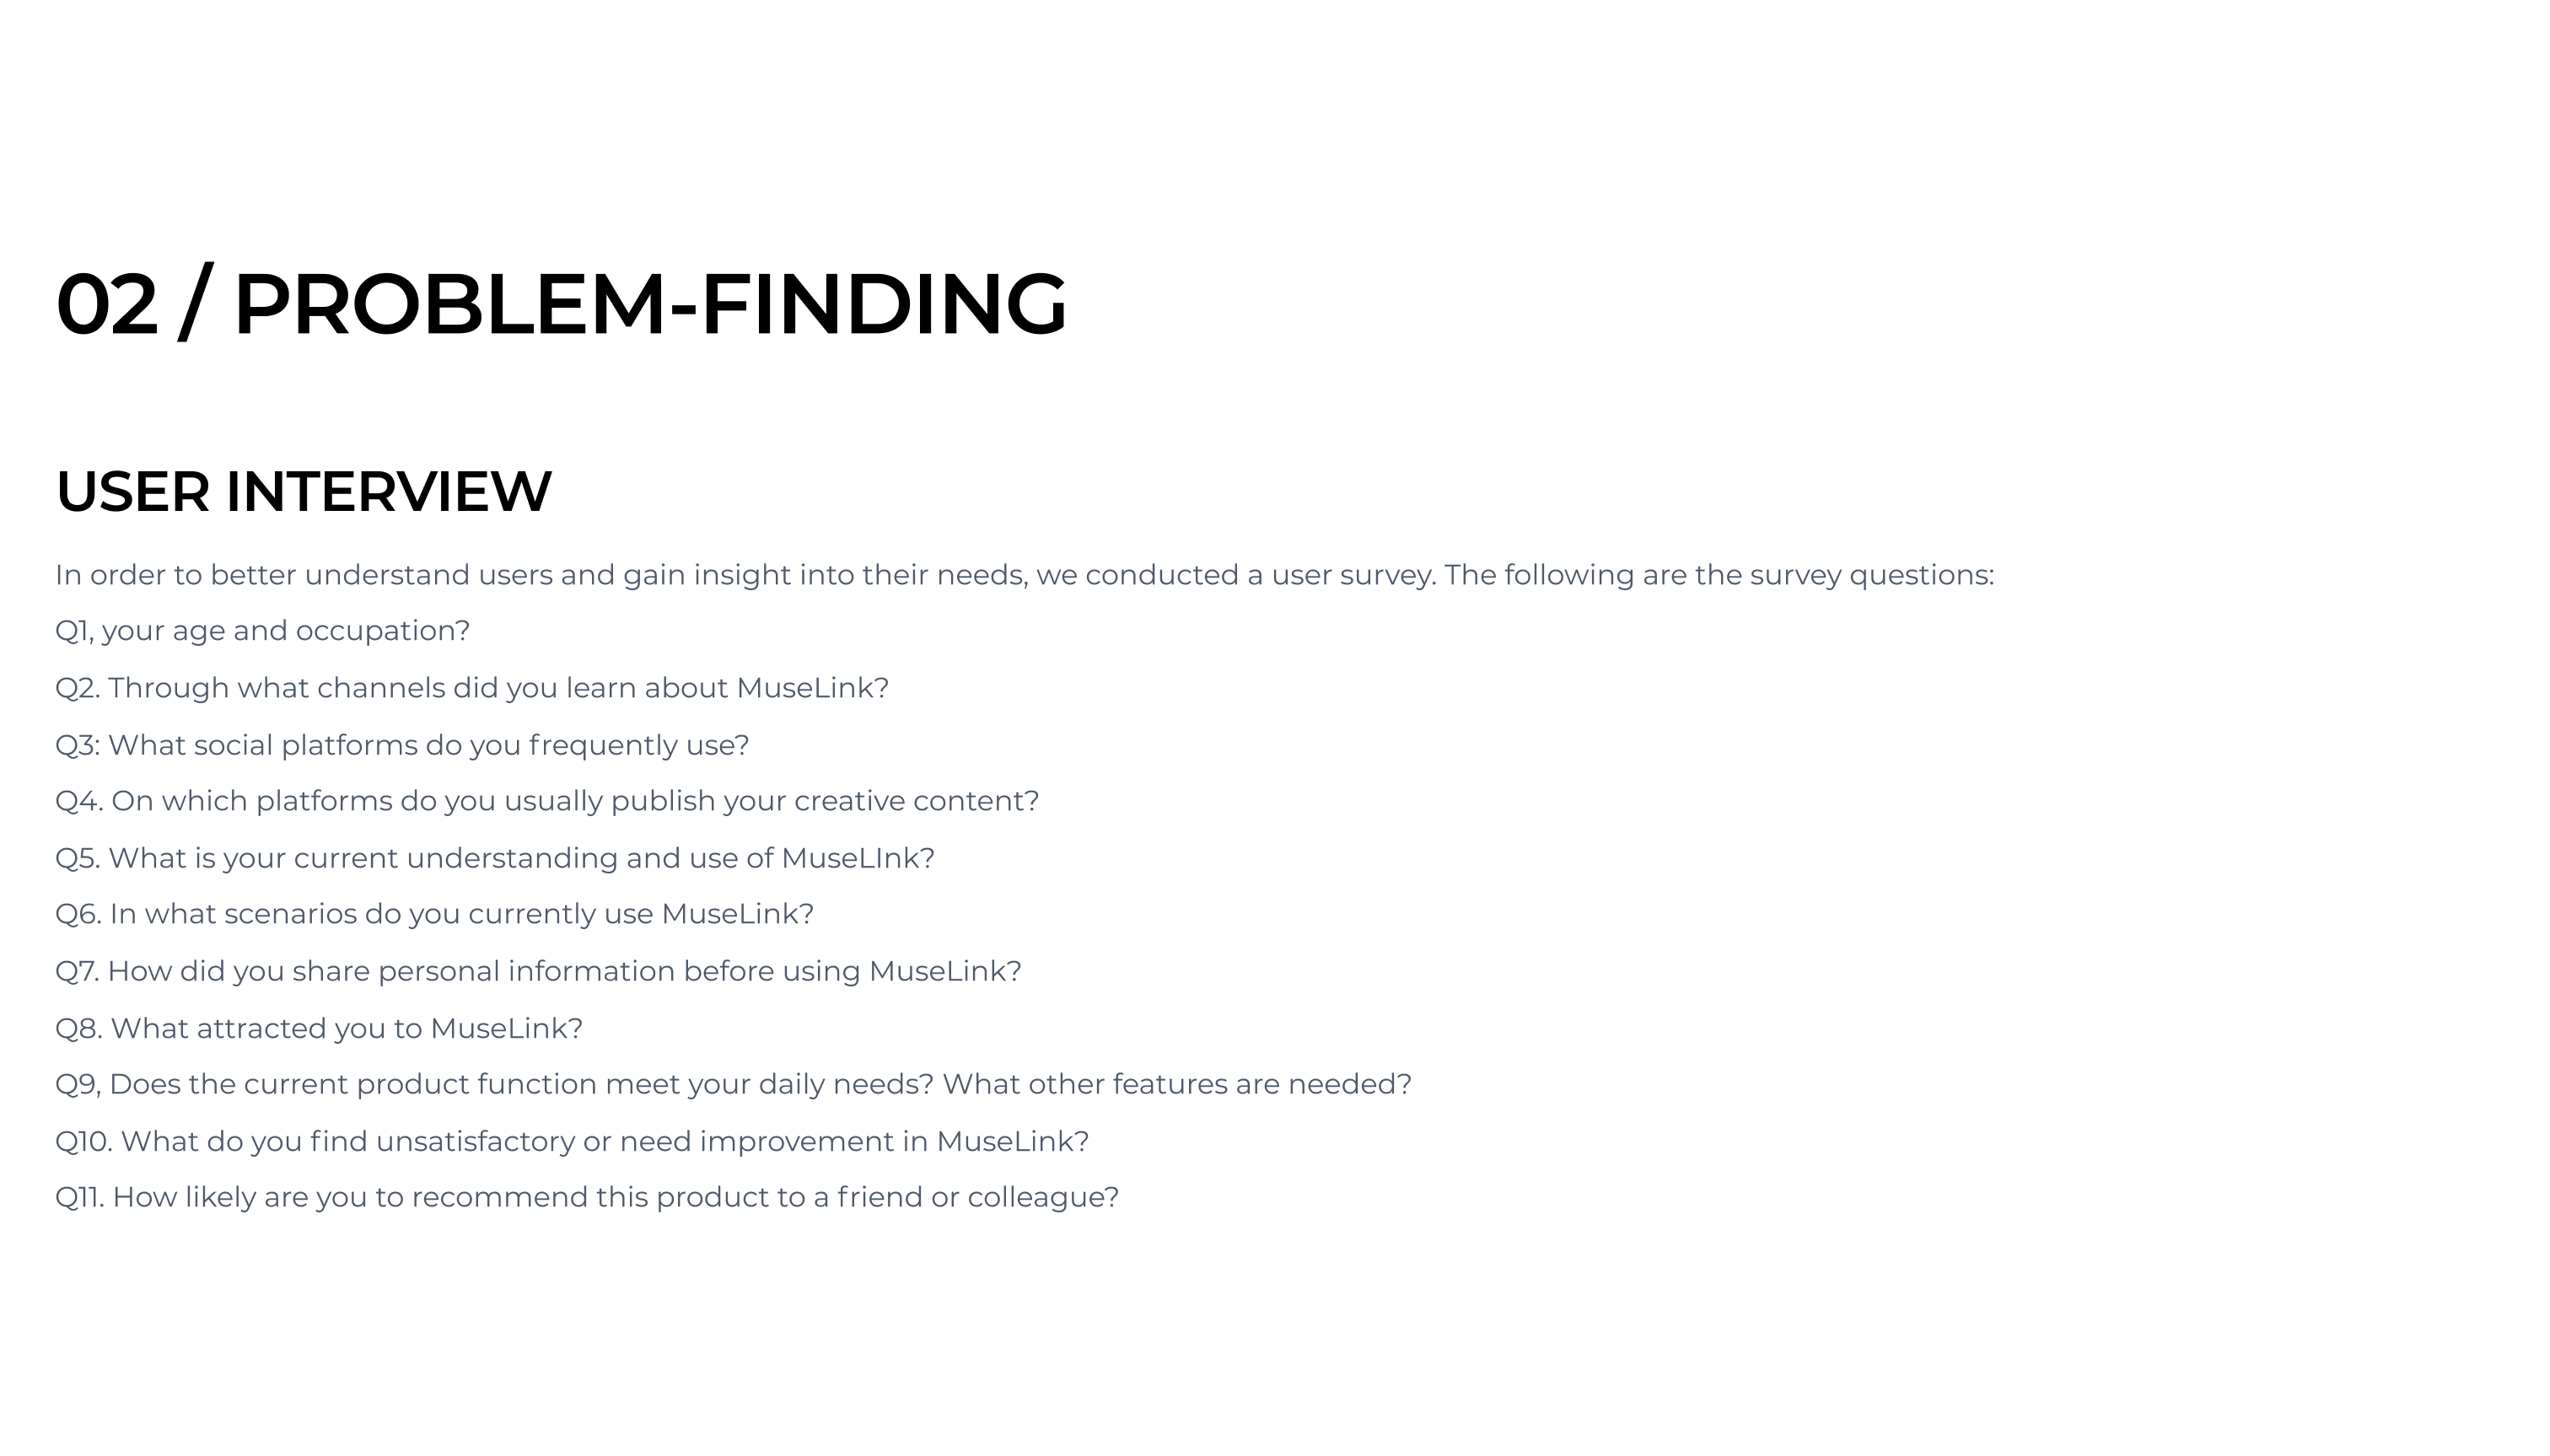 02 / PROBLEM-FINDING
USER INTERVIEW
In order to better understand users and gain insight into their needs, we conducted a user survey. The following are the survey questions:
Q1, your age and occupation?
Q2. Through what channels did you learn about MuseLink?
Q3: What social platforms do you frequently use?
Q4. On which platforms do you usually publish your creative content?
Q5. What is your current understanding and use of MuseLInk?
Q6. In what scenarios do you currently use MuseLink?
Q7. How did you share personal information before using MuseLink?
Q8. What attracted you to MuseLink?
Q9, Does the current product function meet your daily needs? What other features are needed?
Q10. What do you find unsatisfactory or need improvement in MuseLink?
Q11. How likely are you to recommend this product to a friend or colleague?